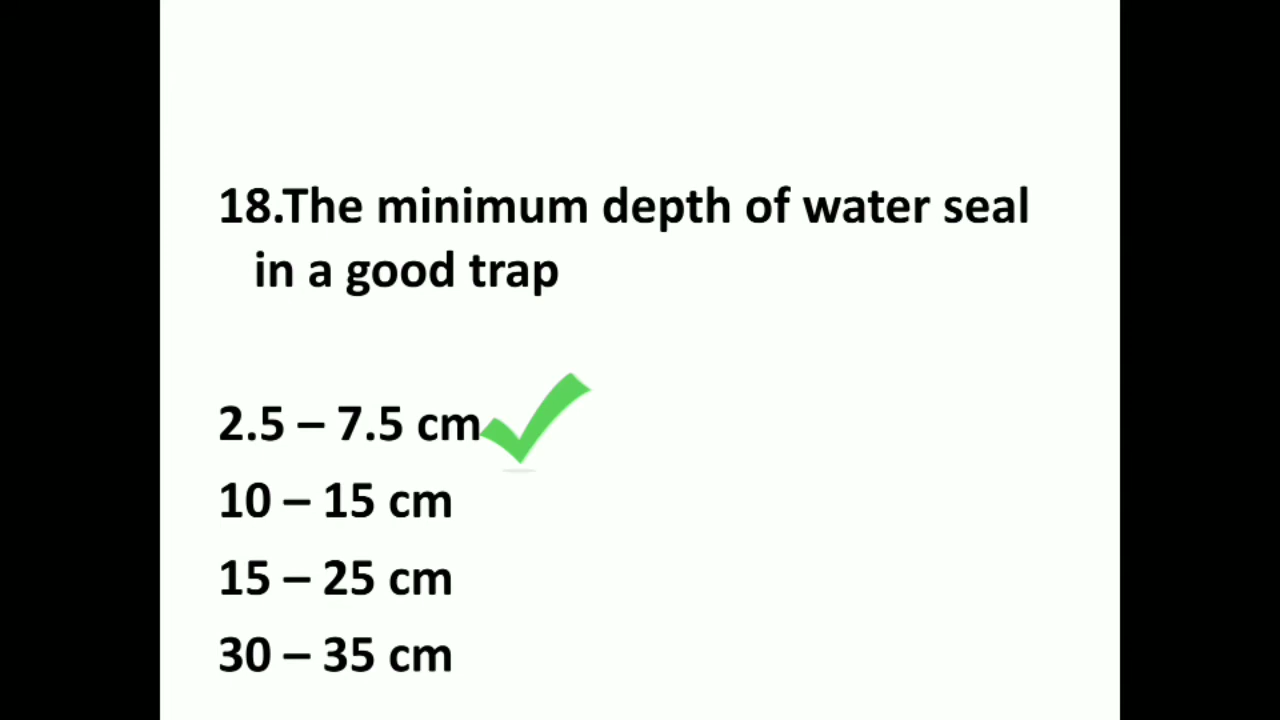 18.The minimum depth of water seal
in a good trap
2.5 – 7.5 cm
10 – 15 cm
15 – 25 cm
30 – 35 cm